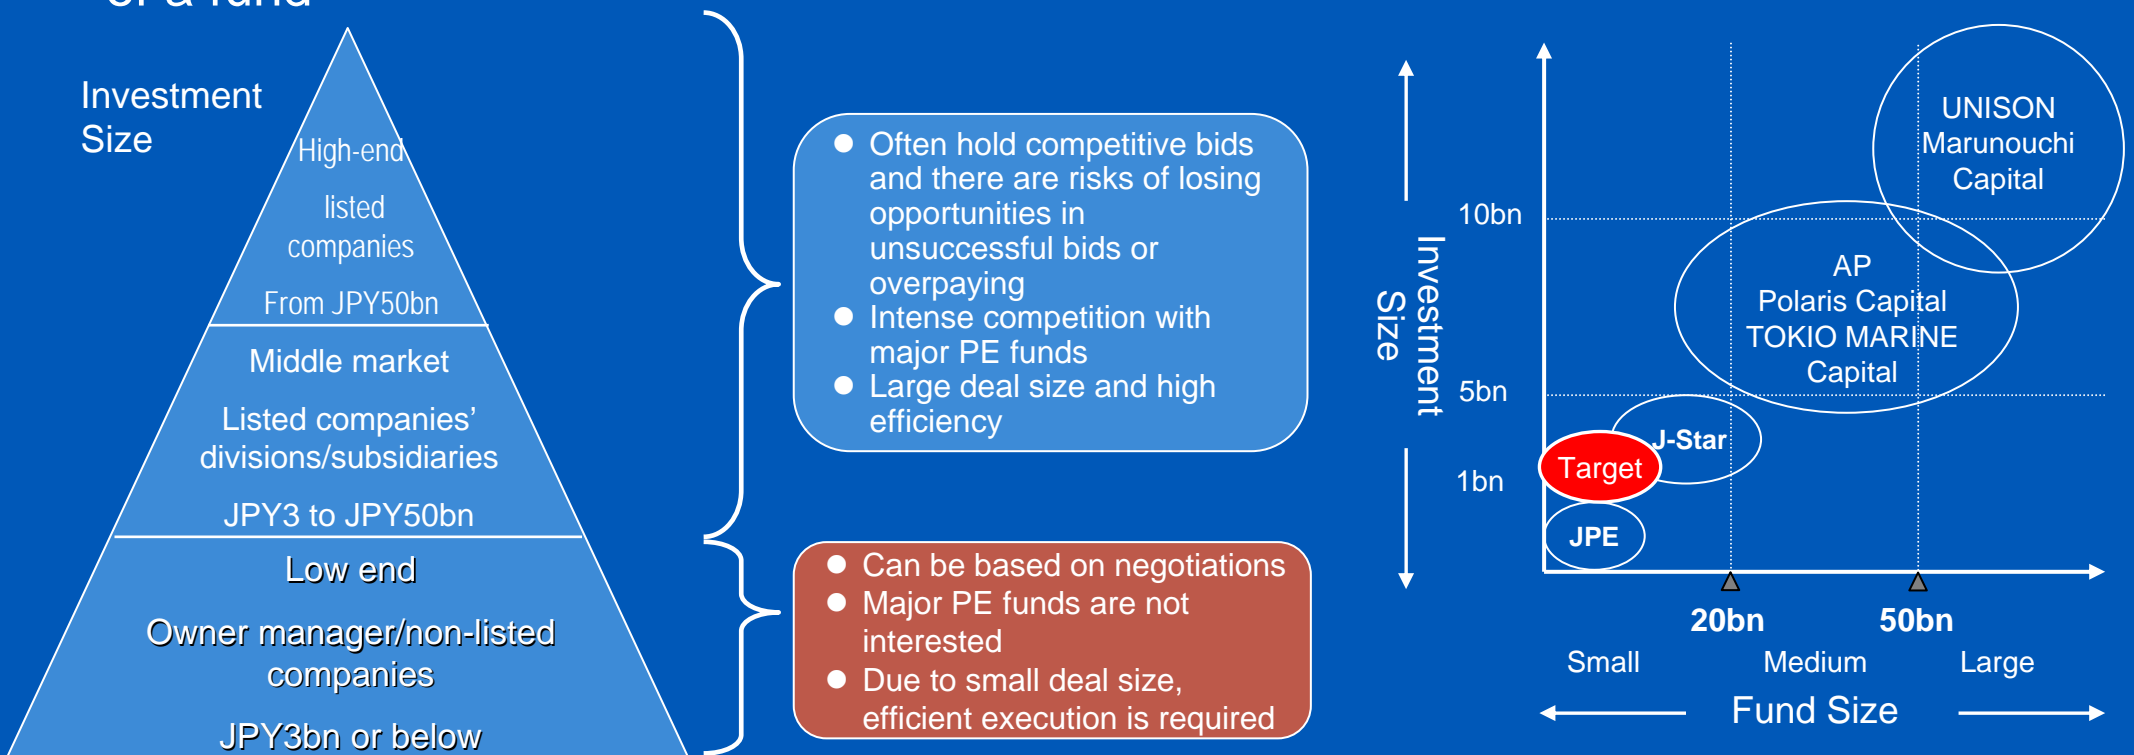 of a fund
Investment
Size
High-end
listed
companies
From JPY50bn
Middle market
Listed companies'
divisions/subsidiaries
JPY3 to JPY50bn
Low end
Owner manager/non-listed
companies
JPY3bn or below
● Often hold competitive bids
and there are risks of losing
opportunities in
unsuccessful bids or
overpaying
● Intense competition with
major PE funds
● Large deal size and high
efficiency
● Can be based on negotiations
● Major PE funds are not
interested
● Due to small deal size,
efficient execution is required
Investment
Size
10bn
5bn
1bn
UNISON
Marunouchi
Capital
AP
Polaris Capital
TOKIO MARINE
Capital
J-Star
Target
JPE
20bn
50bn
Small
Medium
Large
Fund Size